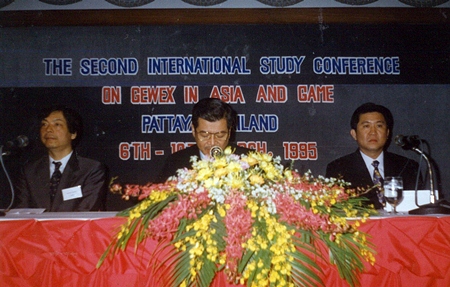 THE SECOND INTERNATIONAL STUDY CONFERENCE
ON GEWEX IN ASIA AND GAME
6TH - 1995